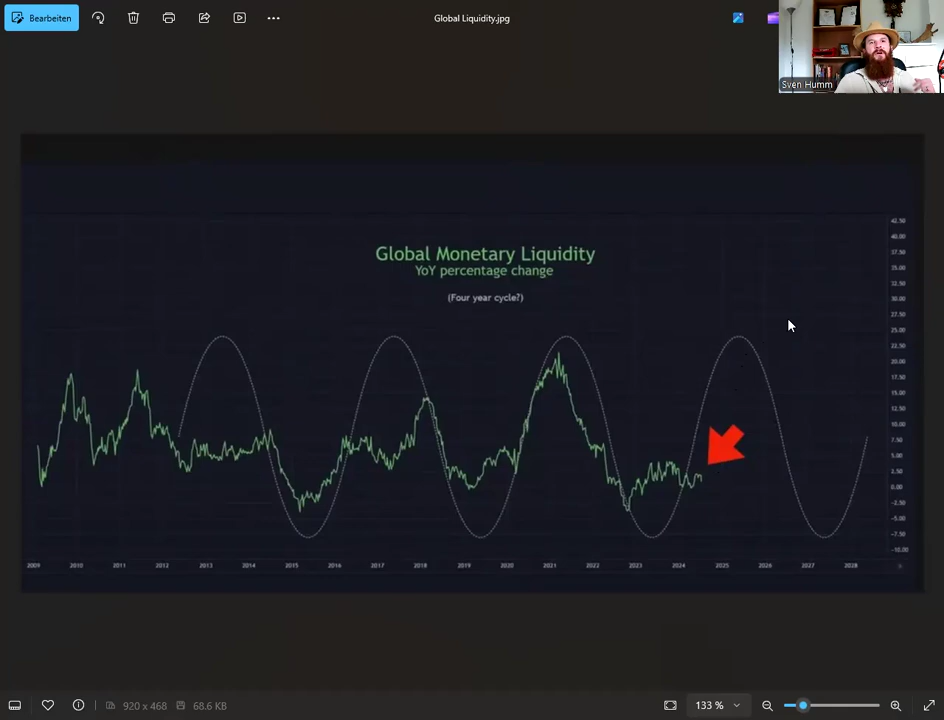 Bearbeiten
Global Liquidity.jpg
Sven Humm
Global Monetary Liquidity
YoY percentage change
(Four year cycle?)
42.50
40.00
37.50
35.00
32.50
30.00
27.50
25.00
22.50
20.00
17.50
15.00
12.50
10.00
7.50
5.00
2.50
0.00
-2.50
-5.00
-7.50
-10.00
2009 2010 2011 2012 2013 2014 2015 2016 2017 2018 2019 2020 2021 2022 2023 2024 2025 2026 2027 2028
920 x 468 68.6 KB 133 %